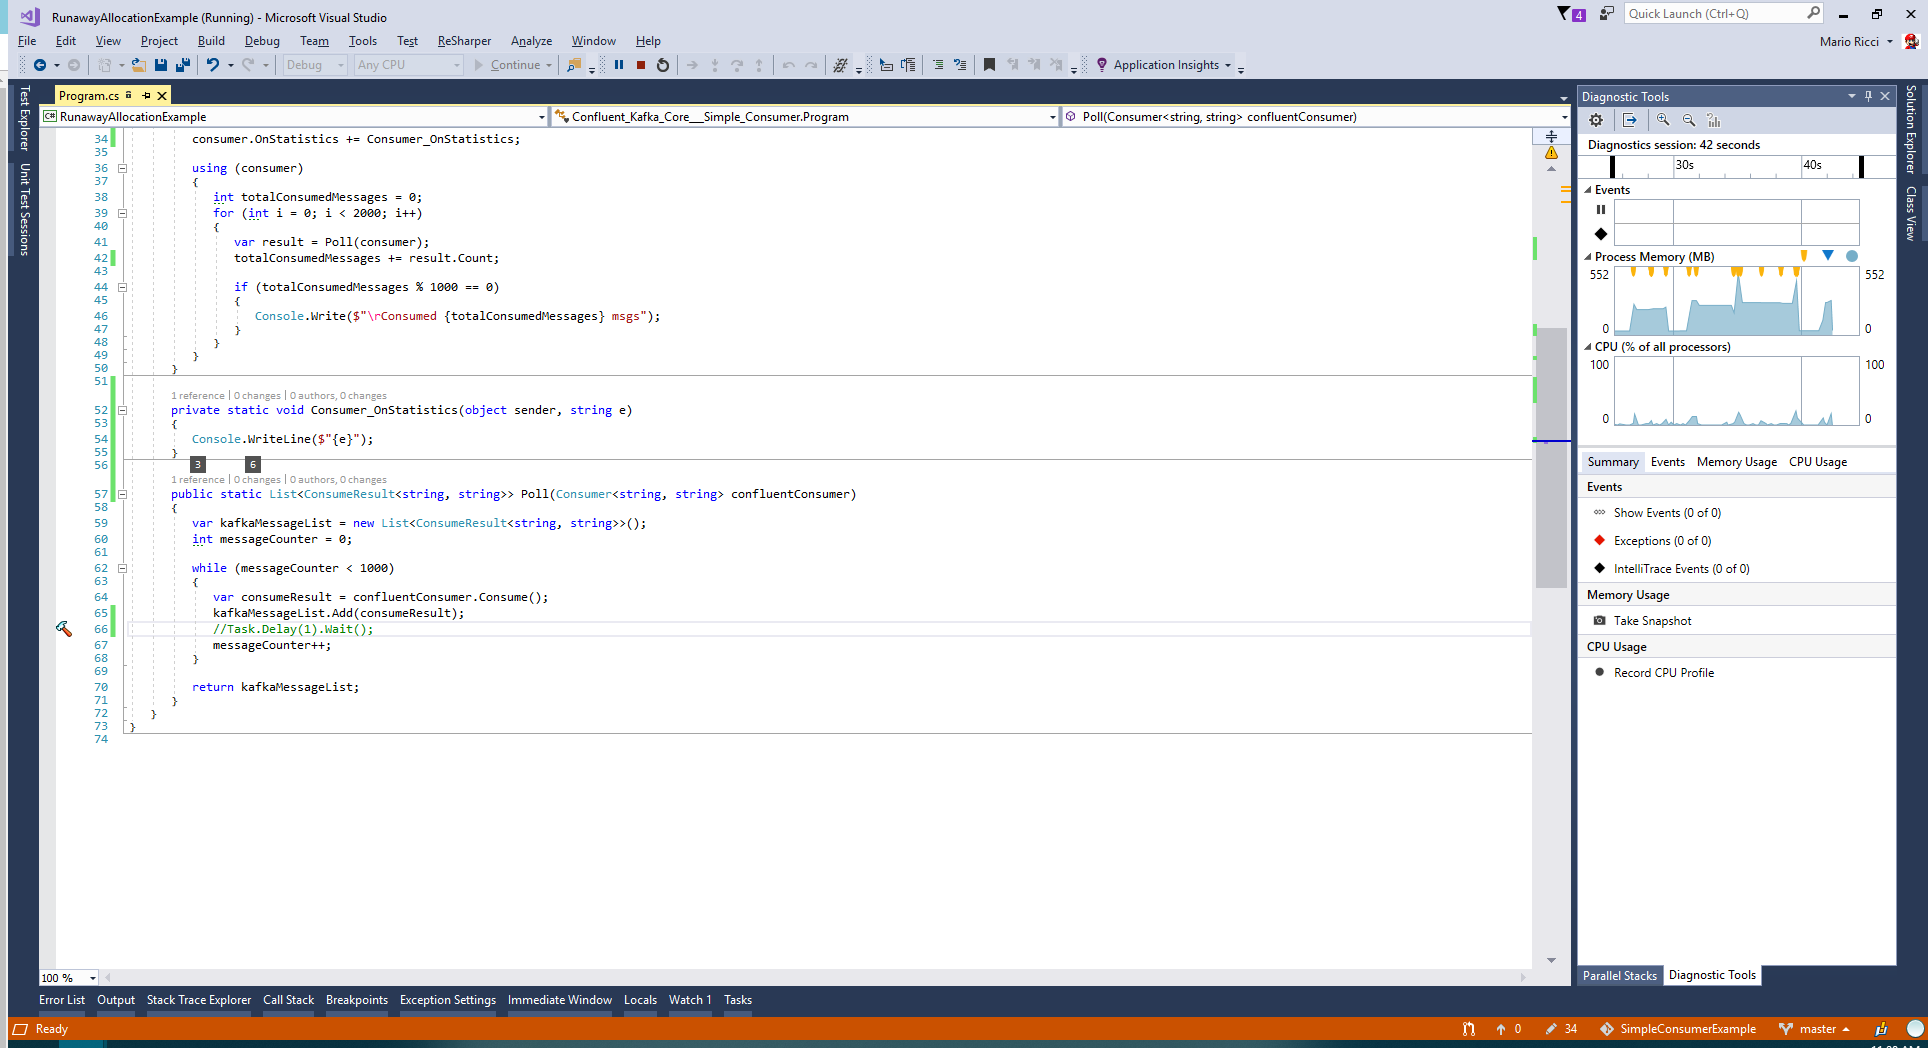 RunawayAllocationExample (Running) - Microsoft Visual Studio
4
Quick Launch (Ctrl+Q)
File Edit View Project Build Debug Team Tools Test ReSharper Analyze Window Help
Mario Ricci
Debug Any CPU Continue Application Insights
Test Explorer
Unit Test Sessions
Program.cs
C# RunawayAllocationExample
Confluent_Kafka_Core___Simple_Consumer.Program
Poll(Consumer<string, string> confluentConsumer)
34 consumer.OnStatistics += Consumer_OnStatistics;
35
36 using (consumer)
37 {
38 int totalConsumedMessages = 0;
39 for (int i = 0; i < 2000; i++)
40 {
41 var result = Poll(consumer);
42 totalConsumedMessages += result.Count;
43
44 if (totalConsumedMessages % 1000 == 0)
45 {
46 Console.Write($"\rConsumed {totalConsumedMessages} msgs");
47 }
48 }
49 }
50 }
51
1 reference | 0 changes | 0 authors, 0 changes
52 private static void Consumer_OnStatistics(object sender, string e)
53 {
54 Console.WriteLine($"{e}");
55 }
56 3 6
1 reference | 0 changes | 0 authors, 0 changes
57 public static List<ConsumeResult<string, string>> Poll(Consumer<string, string> confluentConsumer)
58 {
59 var kafkaMessageList = new List<ConsumeResult<string, string>>();
60 int messageCounter = 0;
61
62 while (messageCounter < 1000)
63 {
64 var consumeResult = confluentConsumer.Consume();
65 kafkaMessageList.Add(consumeResult);
66 //Task.Delay(1).Wait();
67 messageCounter++;
68 }
69
70 return kafkaMessageList;
71 }
72 }
73 }
74
100 %
Diagnostic Tools
Diagnostics session: 42 seconds
30s 40s
Events
Process Memory (MB)
552 552
0 0
CPU (% of all processors)
100 100
0 0
Summary Events Memory Usage CPU Usage
Events
Show Events (0 of 0)
Exceptions (0 of 0)
IntelliTrace Events (0 of 0)
Memory Usage
Take Snapshot
CPU Usage
Record CPU Profile
Parallel Stacks Diagnostic Tools
Solution Explorer
Class View
Error List Output Stack Trace Explorer Call Stack Breakpoints Exception Settings Immediate Window Locals Watch 1 Tasks
Ready
0 34 SimpleConsumerExample master